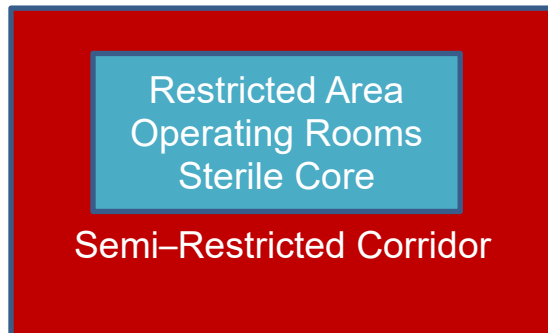 Restricted Area
Operating Rooms
Sterile Core
Semi–Restricted Corridor